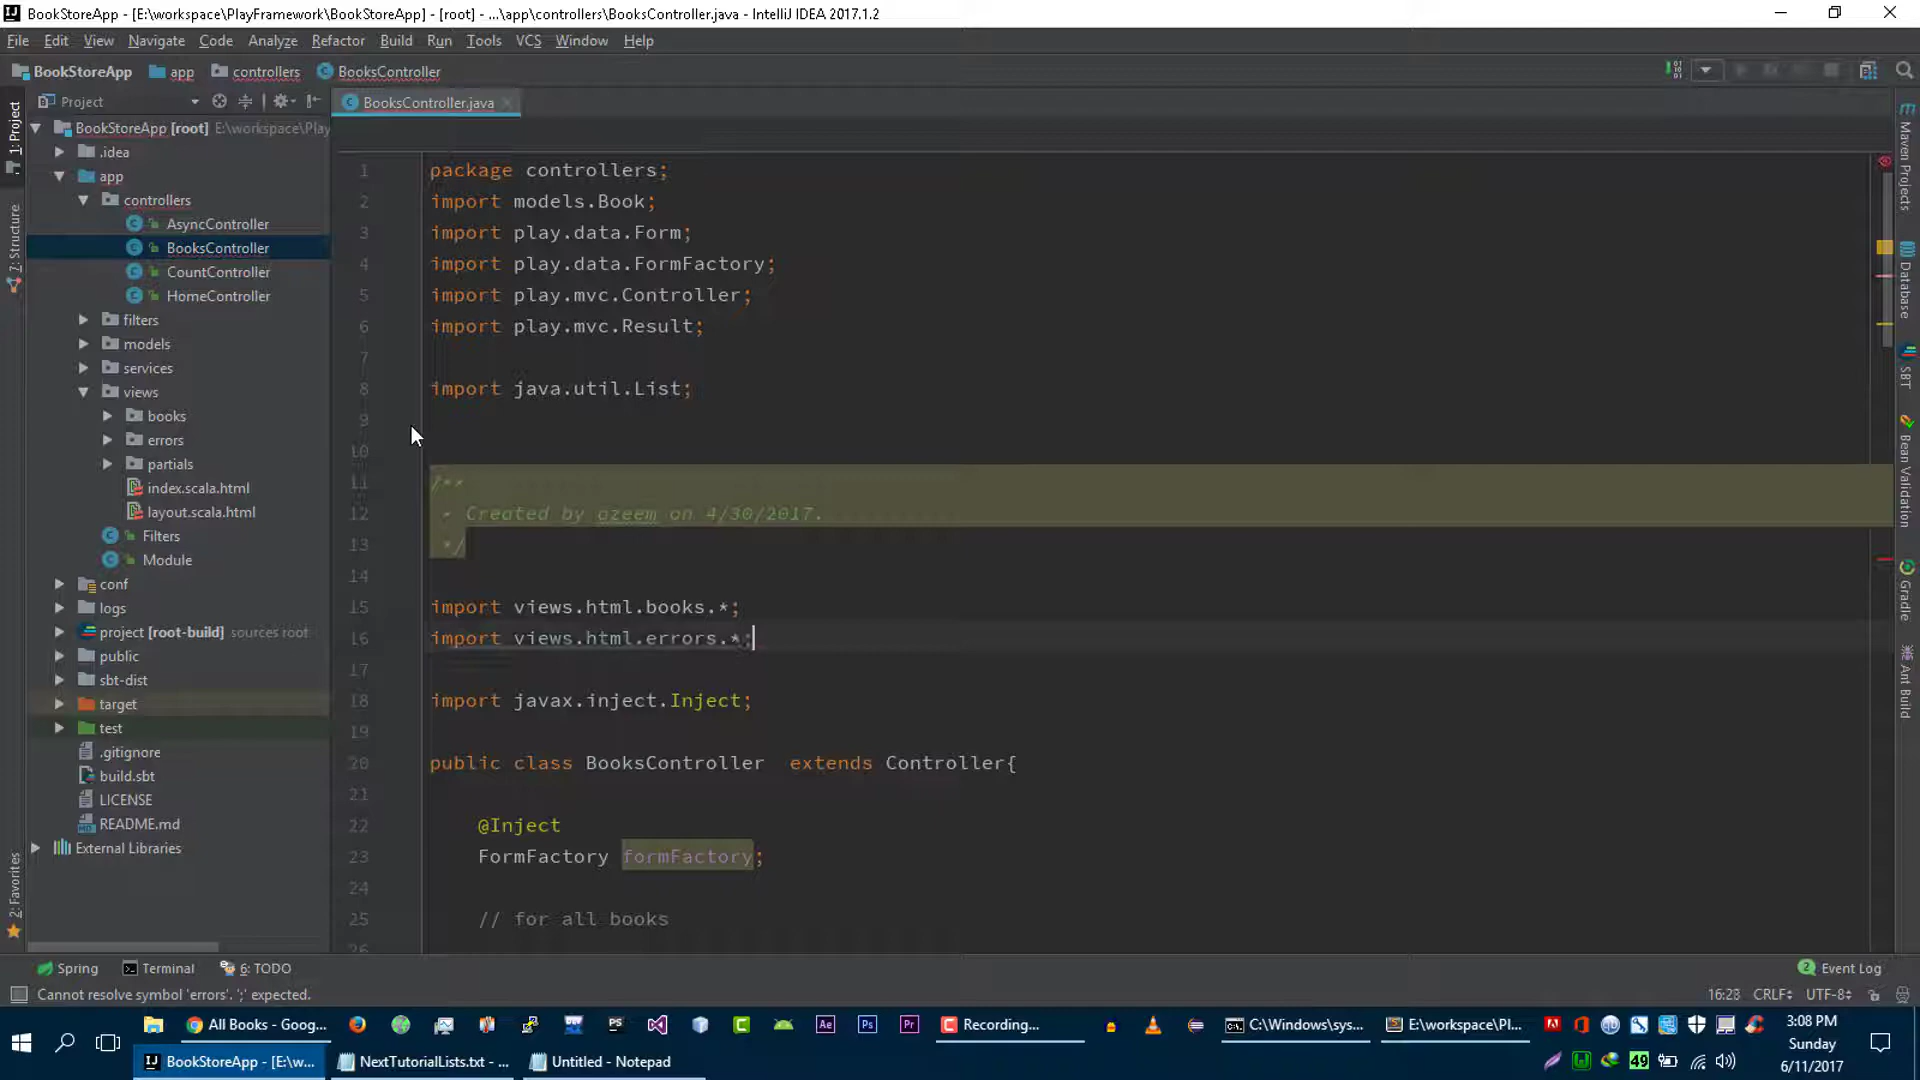 BookStoreApp - [E:\workspace\PlayFramework\BookStoreApp] - [root] - ...\app\controllers\BooksController.java - IntelliJ IDEA 2017.1.2
File Edit View Navigate Code Analyze Refactor Build Run Tools VCS Window Help
BookStoreApp app controllers BooksController
Project
BooksController.java
1: Project
7: Structure
2: Favorites
BookStoreApp [root] E:\workspace\Play
.idea
app
controllers
AsyncController
BooksController
CountController
HomeController
filters
models
services
views
books
errors
partials
index.scala.html
layout.scala.html
Filters
Module
conf
logs
project [root-build] sources root
public
sbt-dist
target
test
.gitignore
build.sbt
LICENSE
README.md
External Libraries
1 package controllers;
2 import models.Book;
3 import play.data.Form;
4 import play.data.FormFactory;
5 import play.mvc.Controller;
6 import play.mvc.Result;
7
8 import java.util.List;
9
10
11 /**
12 - Created by azeem on 4/30/2017.
13 */
14
15 import views.html.books.*;
16 import views.html.errors.*;
17
18 import javax.inject.Inject;
19
20 public class BooksController extends Controller{
21
22 @Inject
23 FormFactory formFactory;
24
25 // for all books
26
Maven Projects
Database
SBT
Bean Validation
Gradle
Ant Build
Spring Terminal 6: TODO
2 Event Log
Cannot resolve symbol 'errors'. ';' expected.
16:28 CRLF UTF-8
All Books - Goog...
PS
Ae
Ps
Pr
Recording...
C:\Windows\sys...
E:\workspace\Pl...
3:08 PM
Sunday
6/11/2017
49
BookStoreApp - [E:\w...
NextTutorialLists.txt - ...
Untitled - Notepad